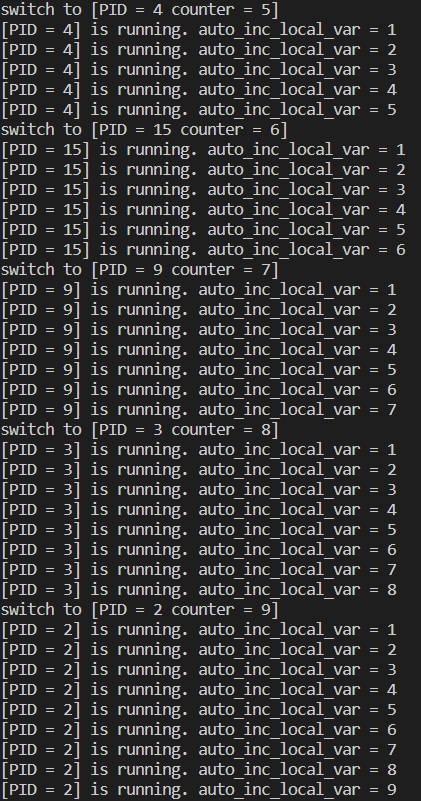 switch to [PID = 4 counter = 5]
[PID = 4] is running. auto_inc_local_var = 1
[PID = 4] is running. auto_inc_local_var = 2
[PID = 4] is running. auto_inc_local_var = 3
[PID = 4] is running. auto_inc_local_var = 4
[PID = 4] is running. auto_inc_local_var = 5
switch to [PID = 15 counter = 6]
[PID = 15] is running. auto_inc_local_var = 1
[PID = 15] is running. auto_inc_local_var = 2
[PID = 15] is running. auto_inc_local_var = 3
[PID = 15] is running. auto_inc_local_var = 4
[PID = 15] is running. auto_inc_local_var = 5
[PID = 15] is running. auto_inc_local_var = 6
switch to [PID = 9 counter = 7]
[PID = 9] is running. auto_inc_local_var = 1
[PID = 9] is running. auto_inc_local_var = 2
[PID = 9] is running. auto_inc_local_var = 3
[PID = 9] is running. auto_inc_local_var = 4
[PID = 9] is running. auto_inc_local_var = 5
[PID = 9] is running. auto_inc_local_var = 6
[PID = 9] is running. auto_inc_local_var = 7
switch to [PID = 3 counter = 8]
[PID = 3] is running. auto_inc_local_var = 1
[PID = 3] is running. auto_inc_local_var = 2
[PID = 3] is running. auto_inc_local_var = 3
[PID = 3] is running. auto_inc_local_var = 4
[PID = 3] is running. auto_inc_local_var = 5
[PID = 3] is running. auto_inc_local_var = 6
[PID = 3] is running. auto_inc_local_var = 7
[PID = 3] is running. auto_inc_local_var = 8
switch to [PID = 2 counter = 9]
[PID = 2] is running. auto_inc_local_var = 1
[PID = 2] is running. auto_inc_local_var = 2
[PID = 2] is running. auto_inc_local_var = 3
[PID = 2] is running. auto_inc_local_var = 4
[PID = 2] is running. auto_inc_local_var = 5
[PID = 2] is running. auto_inc_local_var = 6
[PID = 2] is running. auto_inc_local_var = 7
[PID = 2] is running. auto_inc_local_var = 8
[PID = 2] is running. auto_inc_local_var = 9